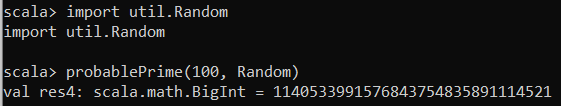 scala> import util.Random
import util.Random
scala> probablePrime(100, Random)
val res4: scala.math.BigInt = 1140533991576843754835891114521